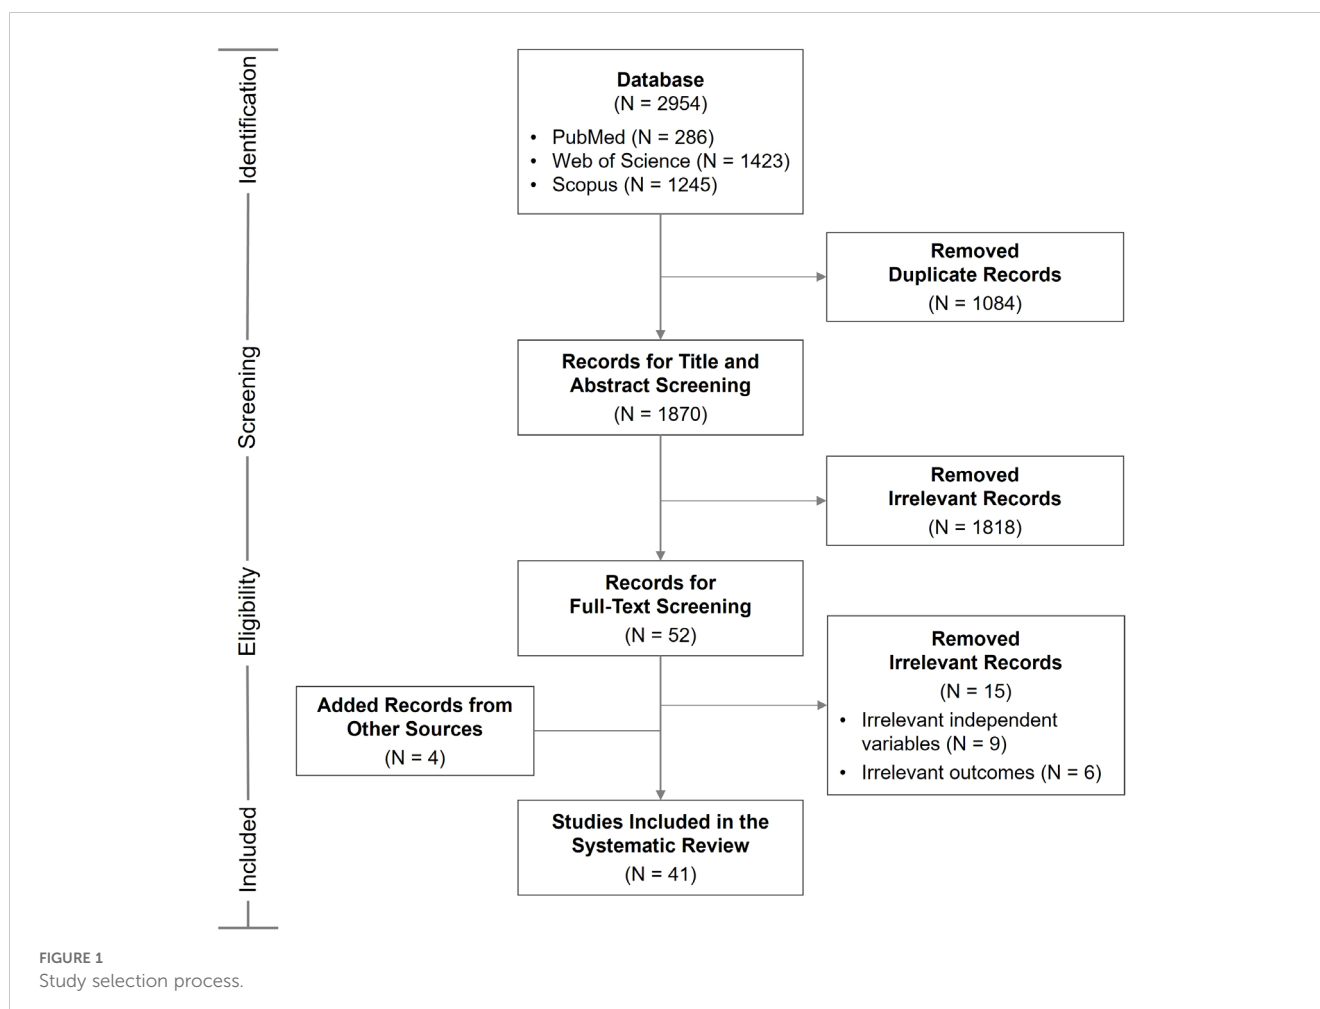 Identification
Screening
Eligibility
Included
Database
(N = 2954)
• PubMed (N = 286)
• Web of Science (N = 1423)
• Scopus (N = 1245)
Removed
Duplicate Records
(N = 1084)
Records for Title and
Abstract Screening
(N = 1870)
Removed
Irrelevant Records
(N = 1818)
Records for
Full-Text Screening
(N = 52)
Removed
Irrelevant Records
(N = 15)
• Irrelevant independent
variables (N = 9)
• Irrelevant outcomes (N = 6)
Added Records from
Other Sources
(N = 4)
Studies Included in the
Systematic Review
(N = 41)
FIGURE 1
Study selection process.